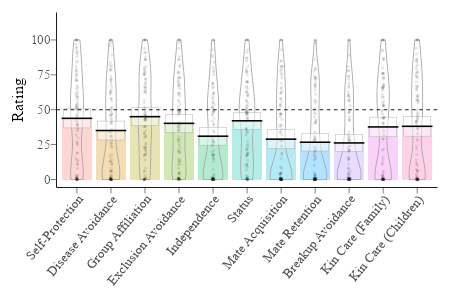 Rating
100
75
50
25
0
Self-Protection
Disease Avoidance
Group Affiliation
Exclusion Avoidance
Independence
Status
Mate Acquisition
Mate Retention
Breakup Avoidance
Kin Care (Family)
Kin Care (Children)